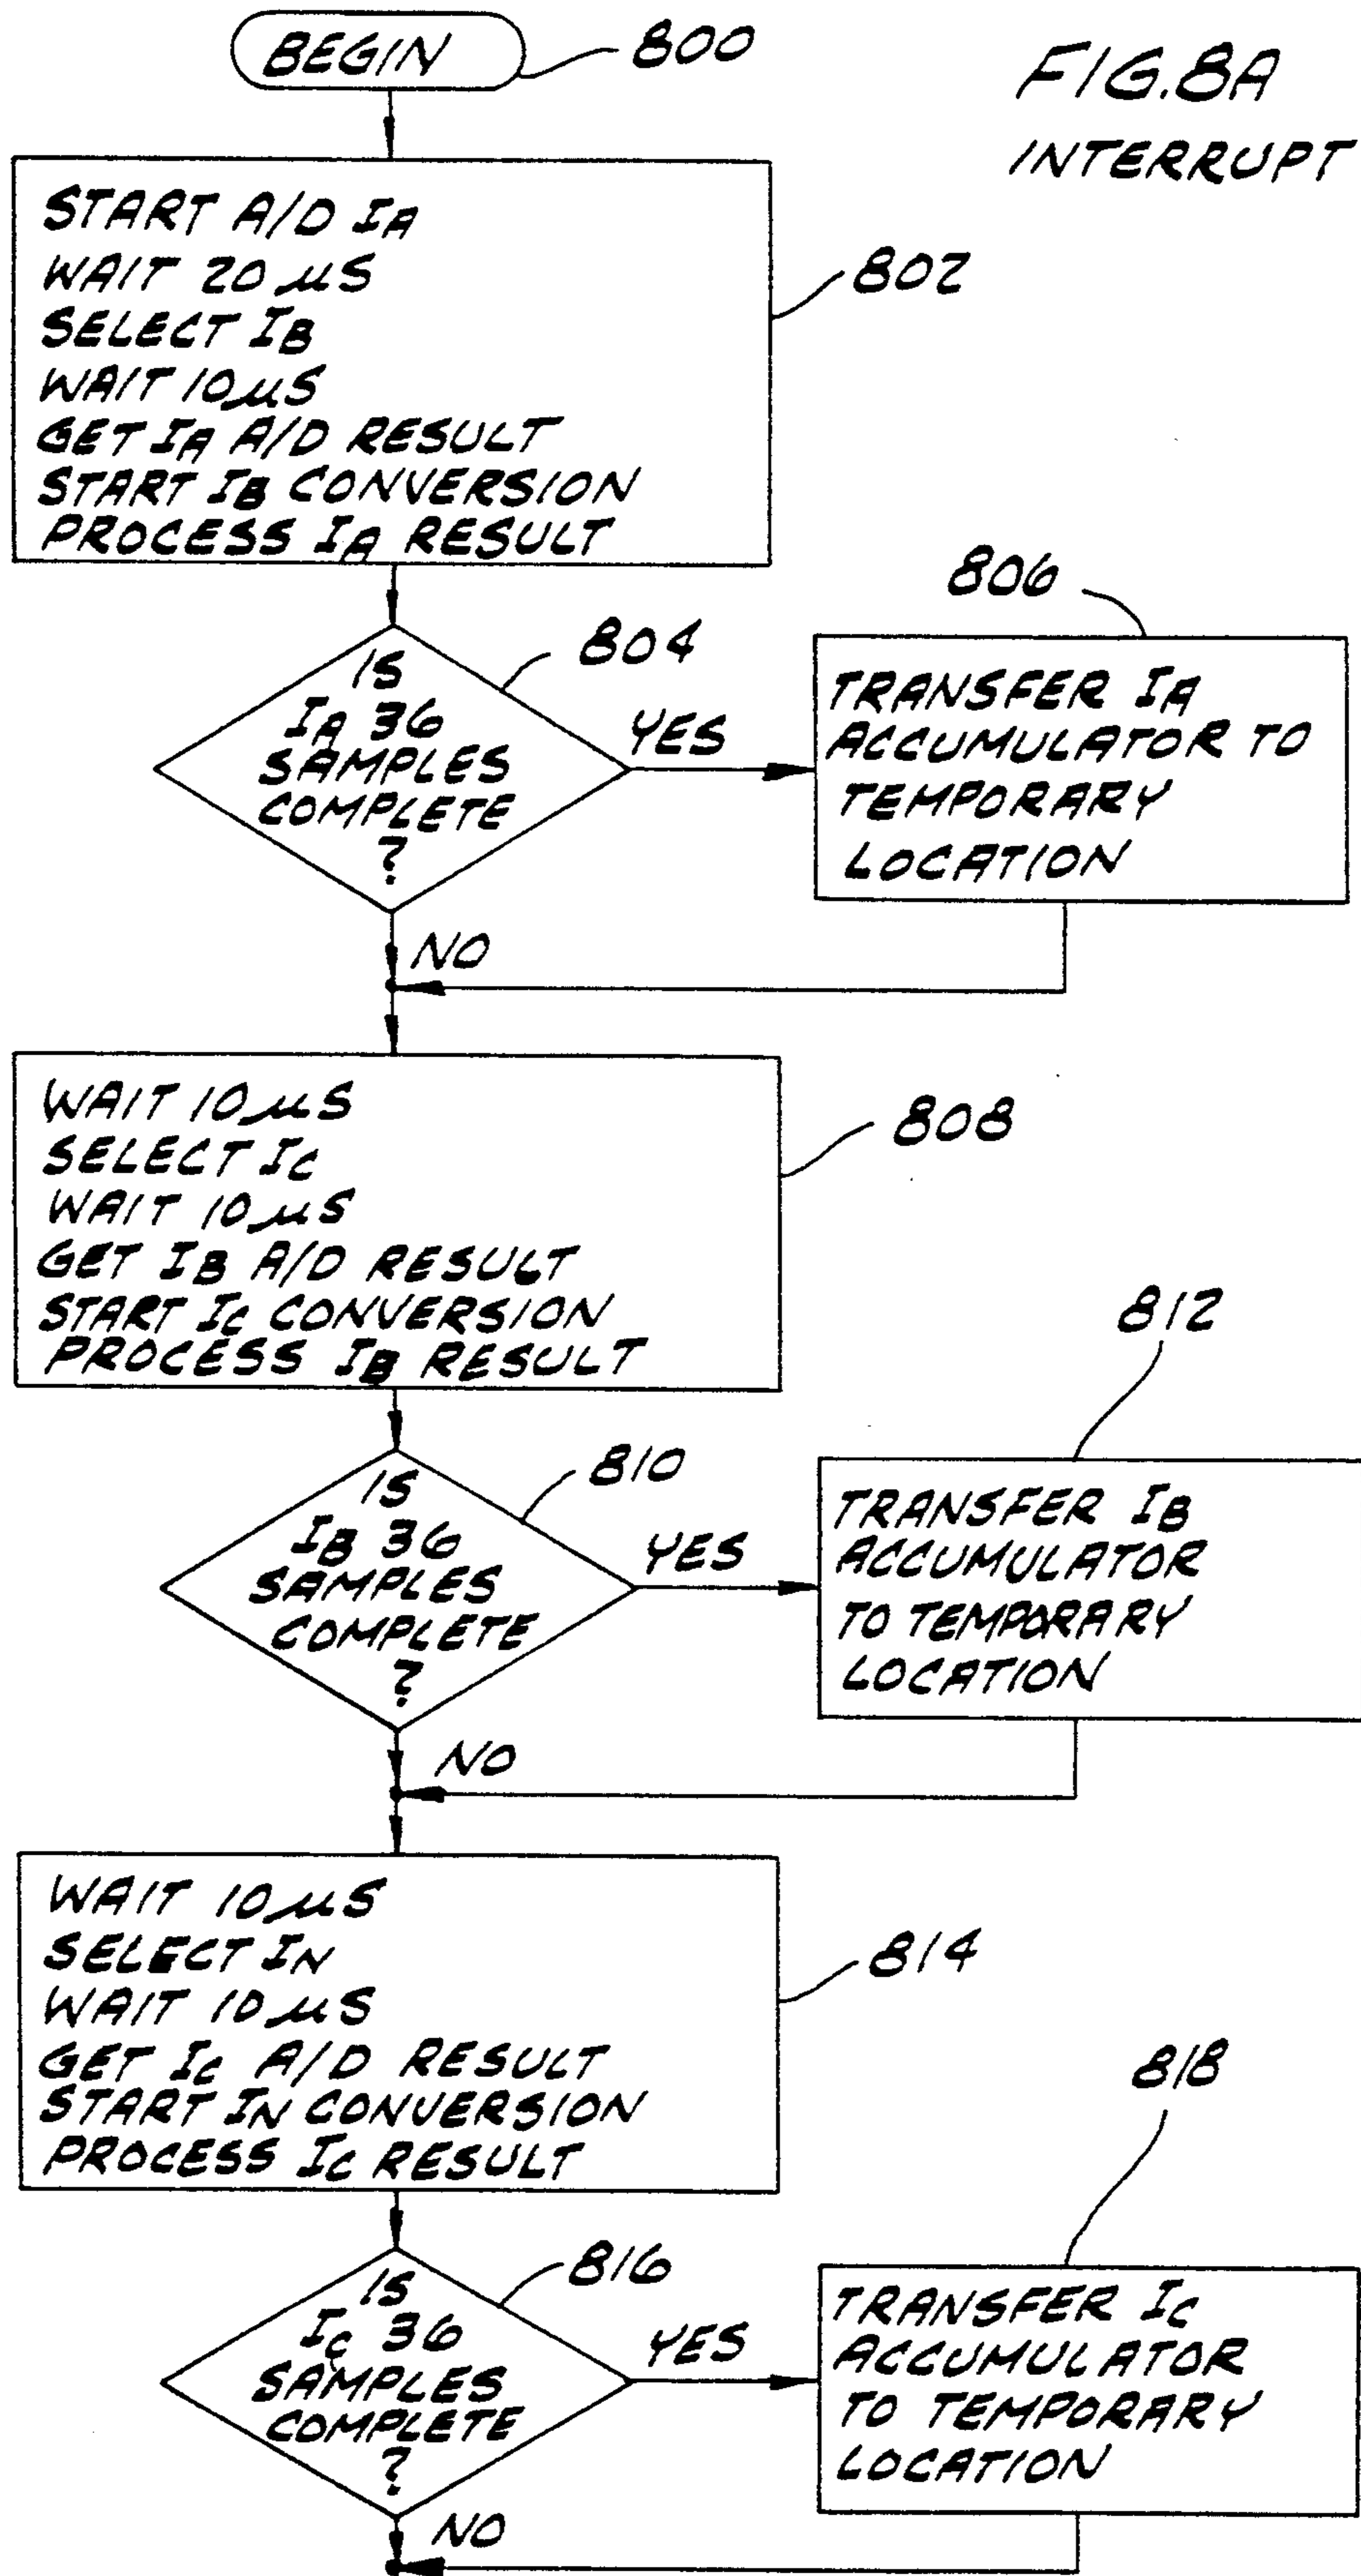 BEGIN
800
FIG.8A
INTERRUPT
START A/D IA
WAIT 20 µS
SELECT IB
WAIT 10 µS
GET IA A/D RESULT
START IB CONVERSION
PROCESS IA RESULT
802
IS
IA 36
SAMPLES
COMPLETE
?
804
YES
NO
806
TRANSFER IA
ACCUMULATOR TO
TEMPORARY
LOCATION
WAIT 10 µS
SELECT IC
WAIT 10 µS
GET IB A/D RESULT
START IC CONVERSION
PROCESS IB RESULT
808
IS
IB 36
SAMPLES
COMPLETE
?
810
YES
NO
812
TRANSFER IB
ACCUMULATOR
TO TEMPORARY
LOCATION
WAIT 10 µS
SELECT IN
WAIT 10 µS
GET IC A/D RESULT
START IN CONVERSION
PROCESS IC RESULT
814
IS
IC 36
SAMPLES
COMPLETE
?
816
YES
NO
818
TRANSFER IC
ACCUMULATOR
TO TEMPORARY
LOCATION